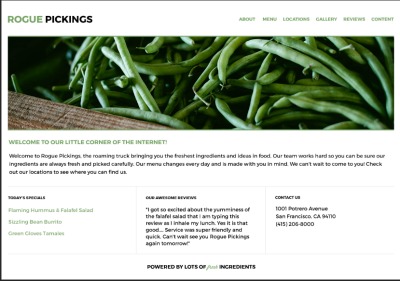 ROGUE PICKINGS
ABOUT MENU LOCATIONS GALLERY REVIEWS CONTENT
WELCOME TO OUR LITTLE CORNER OF THE INTERNET!
Welcome to Rogue Pickings, the roaming truck bringing you the freshest ingredients and ideas in food. Our team works hard so you can be sure our
ingredients are always fresh and picked carefully. Our menu changes every day and is made with you in mind. We can't wait to come to you! Check
out our locations to see where you can find us.
TODAY'S SPECIALS
Flaming Hummus & Falafel Salad
Sizzling Bean Burrito
Green Gloves Tamales
OUR AWESOME REVIEWS
"I got so excited about the yumminess of
the falafel salad that I am typing this
review as I inhale my lunch. Yes it is that
good.... Service was super friendly and
quick. Can't wait see you Rogue Pickings
again tomorrow!"
CONTACT US
1001 Potrero Avenue
San Francisco, CA 94110
(415) 206-8000
POWERED BY LOTS OF fresh INGREDIENTS